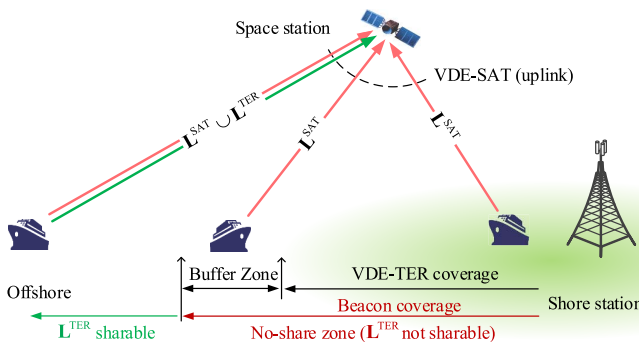 Space station
VDE-SAT (uplink)
L^SAT ∪ L^TER
L^SAT
L^SAT
Buffer Zone
VDE-TER coverage
Offshore
Beacon coverage
Shore station
L^TER sharable
No-share zone (L^TER not sharable)